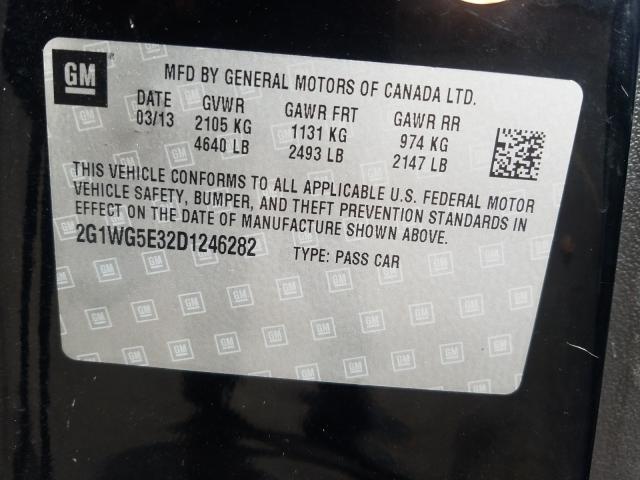 GM
MFD BY GENERAL MOTORS OF CANADA LTD.
DATE GVWR GAWR FRT GAWR RR
03/13 2105 KG 1131 KG 974 KG
4640 LB 2493 LB 2147 LB
THIS VEHICLE CONFORMS TO ALL APPLICABLE U.S. FEDERAL MOTOR
VEHICLE SAFETY, BUMPER, AND THEFT PREVENTION STANDARDS IN
EFFECT ON THE DATE OF MANUFACTURE SHOWN ABOVE.
2G1WG5E32D1246282 TYPE: PASS CAR